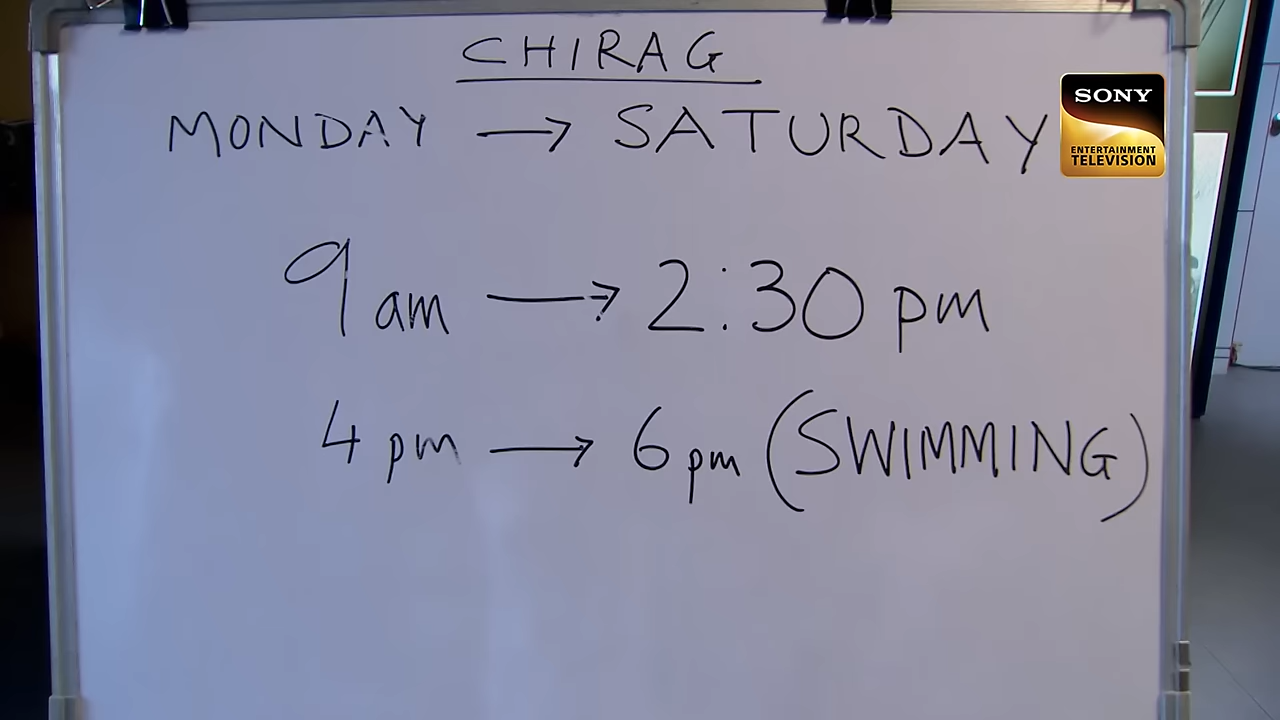 CHIRAG
MONDAY → SATURDAY
SONY
ENTERTAINMENT
TELEVISION
9 am → 2:30 pm
4 pm → 6 pm (SWIMMING)